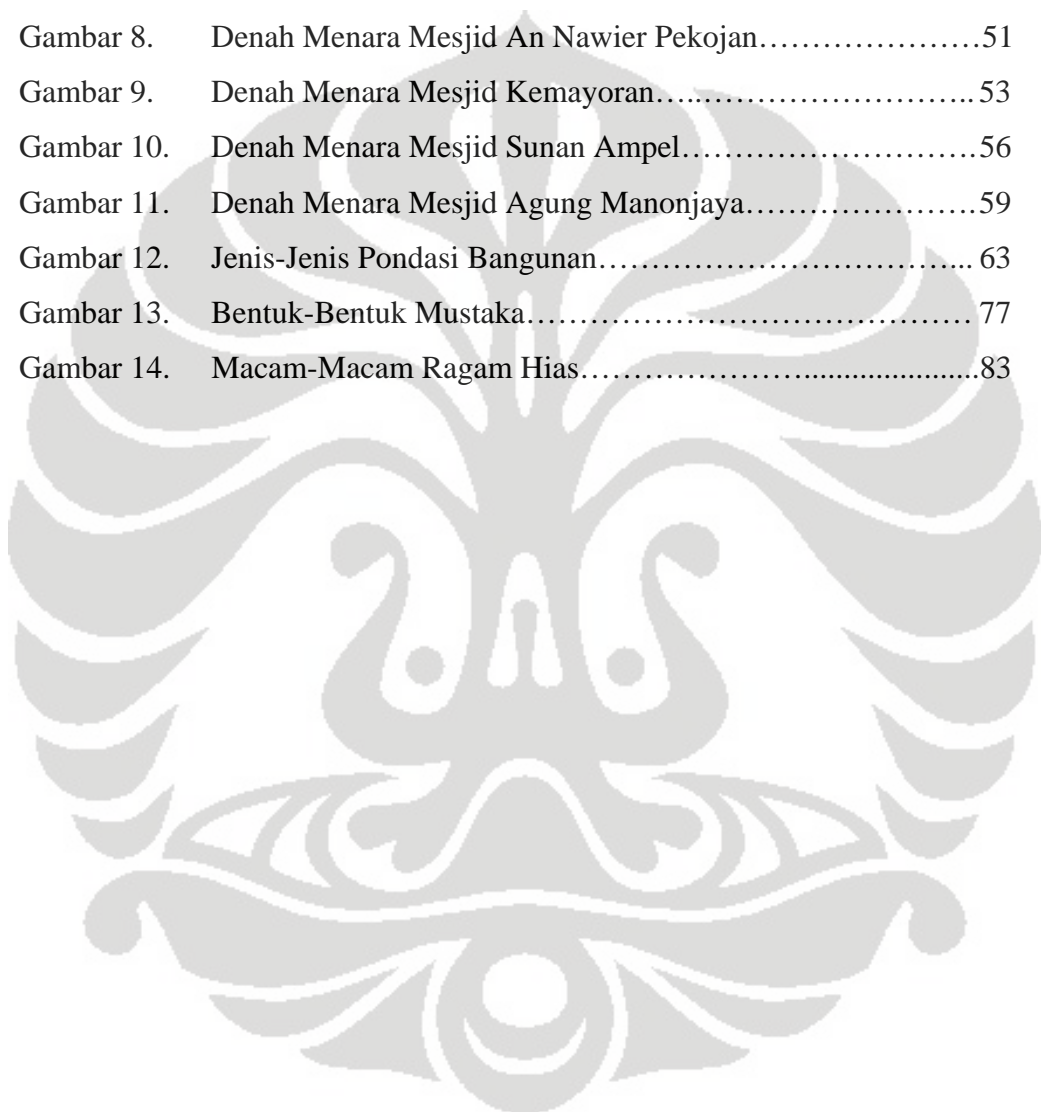 Gambar 8. Denah Menara Mesjid An Nawier Pekojan…………………51
Gambar 9. Denah Menara Mesjid Kemayoran….…………………….. 53
Gambar 10. Denah Menara Mesjid Sunan Ampel……………………….56
Gambar 11. Denah Menara Mesjid Agung Manonjaya………………….59
Gambar 12. Jenis-Jenis Pondasi Bangunan……………………………... 63
Gambar 13. Bentuk-Bentuk Mustaka…………………………………… 77
Gambar 14. Macam-Macam Ragam Hias…………………......................83